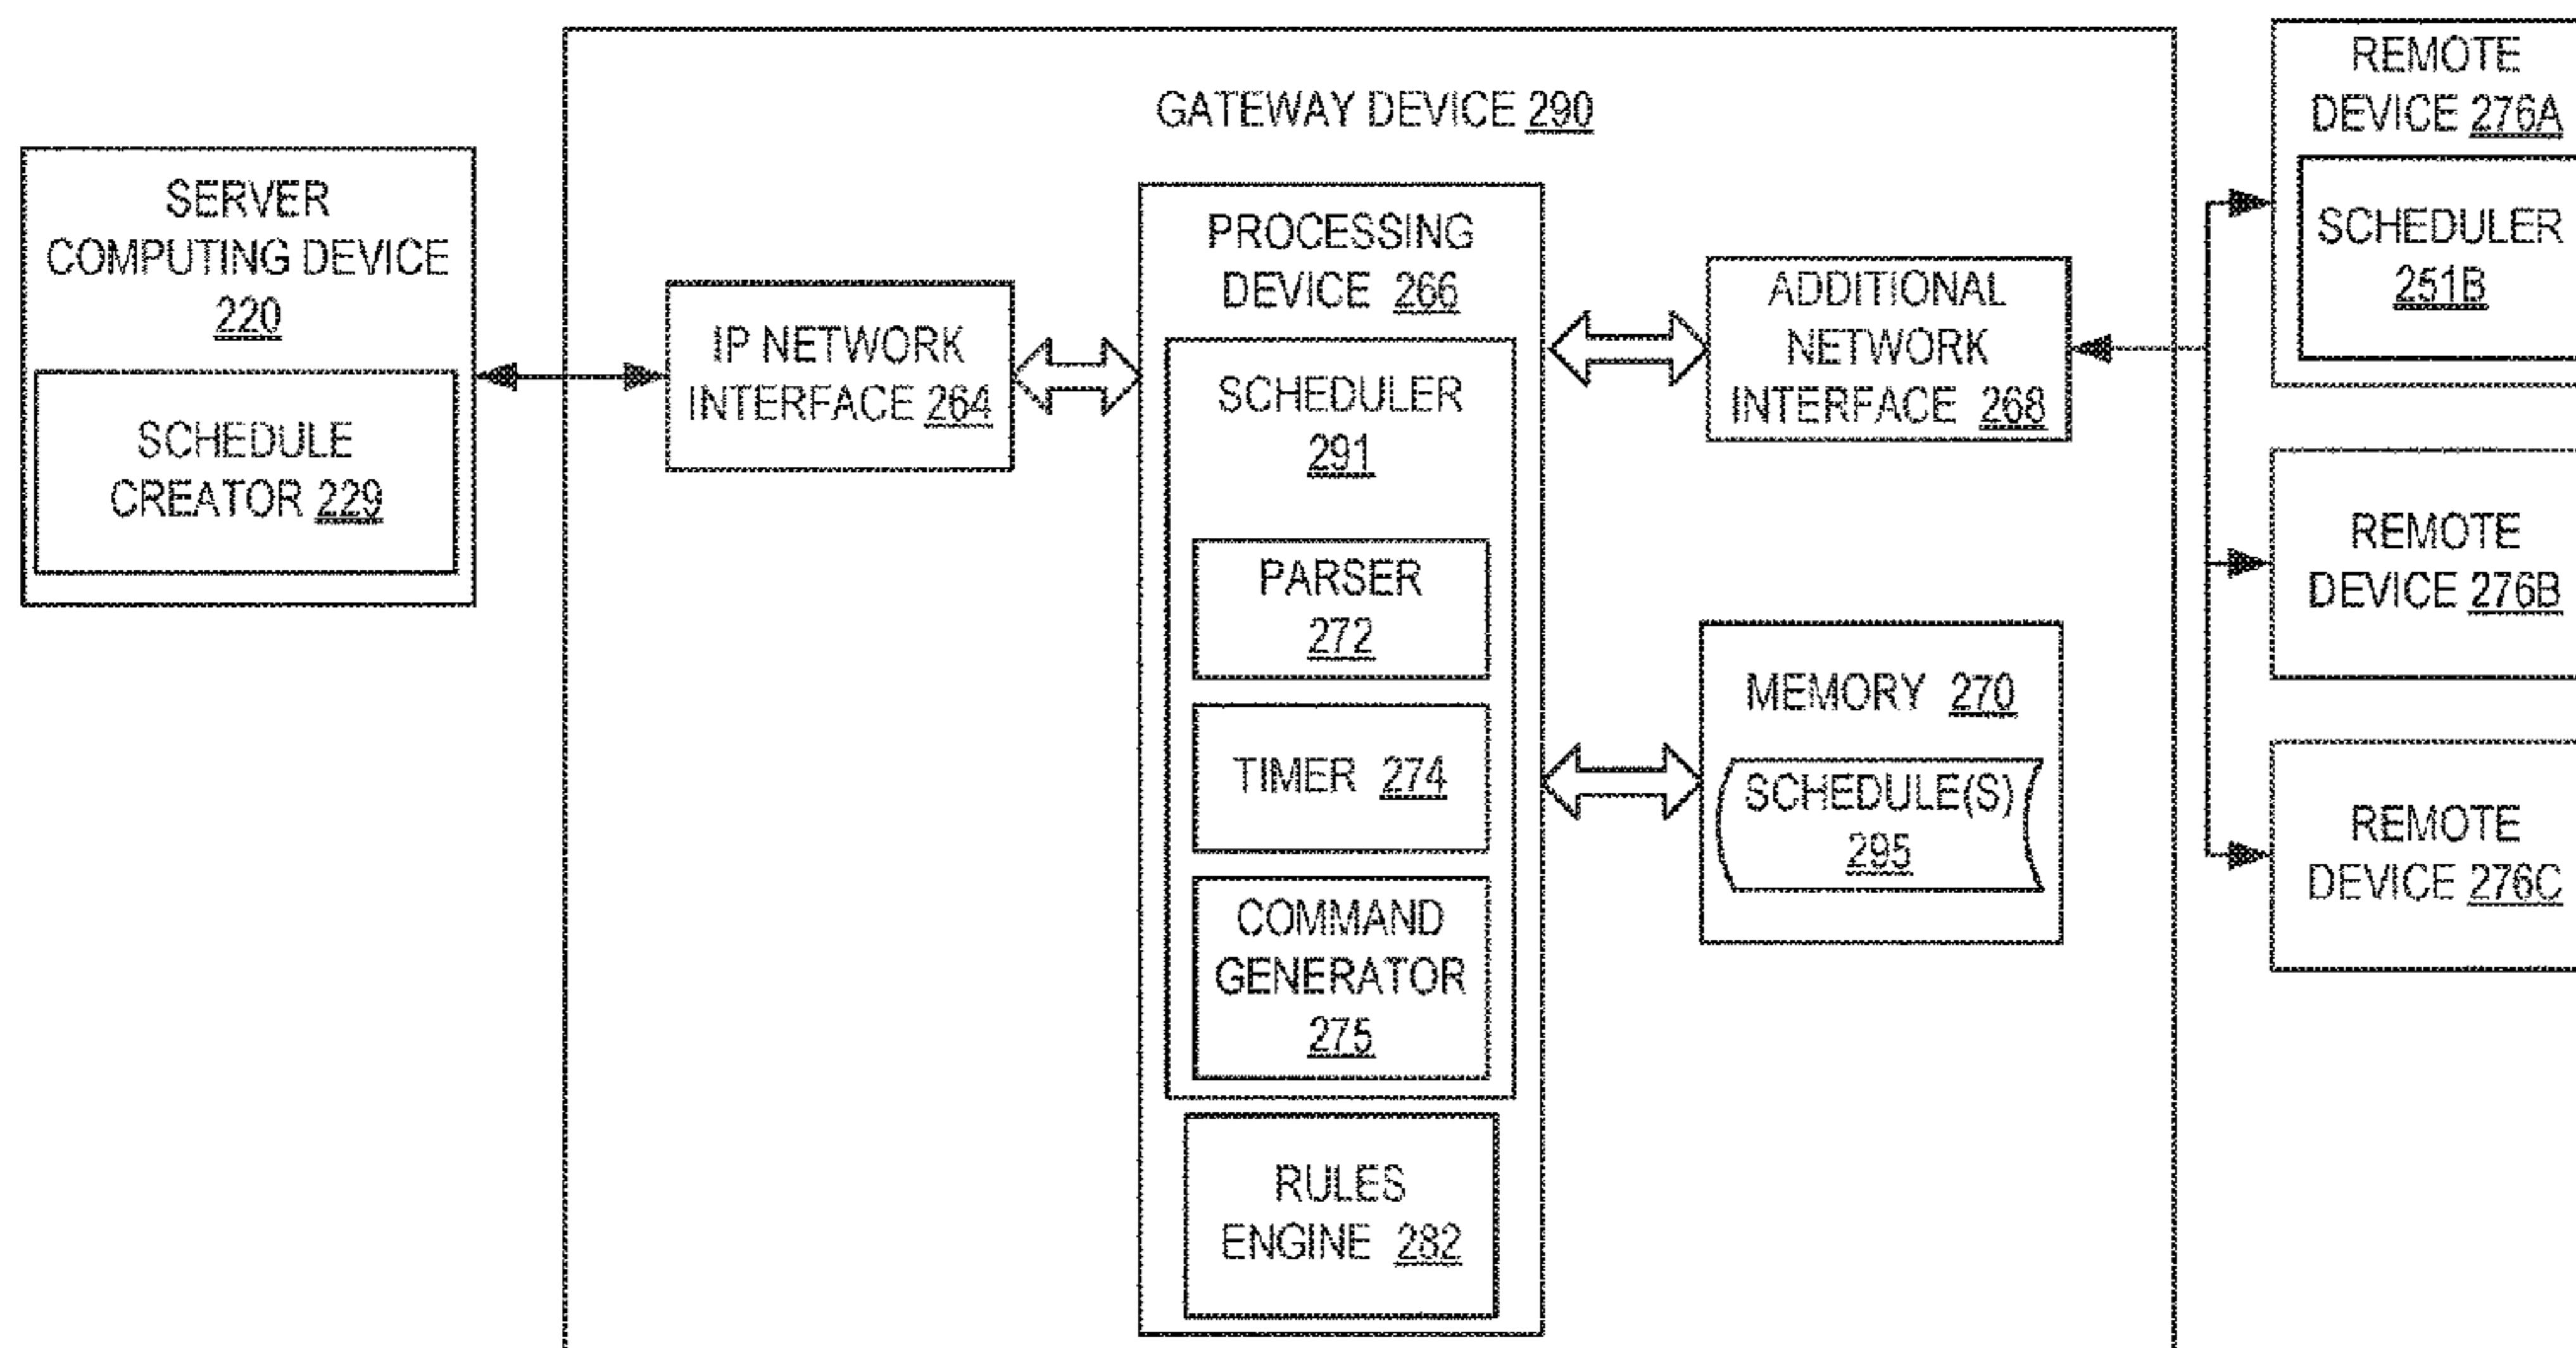 GATEWAY DEVICE 290
SERVER
COMPUTING DEVICE
220
SCHEDULE
CREATOR 229
IP NETWORK
INTERFACE 264
PROCESSING
DEVICE 266
SCHEDULER
291
PARSER
272
TIMER 274
COMMAND
GENERATOR
275
RULES
ENGINE 282
ADDITIONAL
NETWORK
INTERFACE 268
MEMORY 270
SCHEDULE(S)
295
REMOTE
DEVICE 276A
SCHEDULER
251B
REMOTE
DEVICE 276B
REMOTE
DEVICE 276C